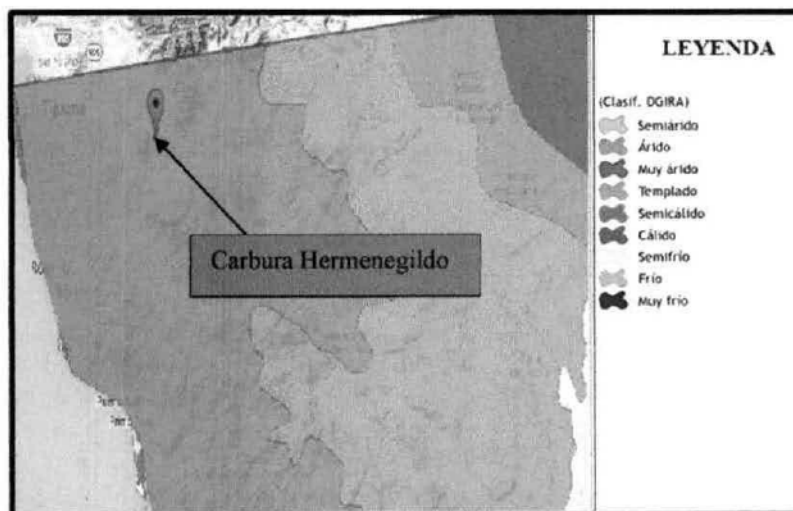 LEYENDA
(Clasif. DGIRA)
Semiárido
Árido
Muy árido
Templado
Semicálido
Cálido
Semifrío
Frío
Muy frío
Tijuana
Carbura Hermenegildo